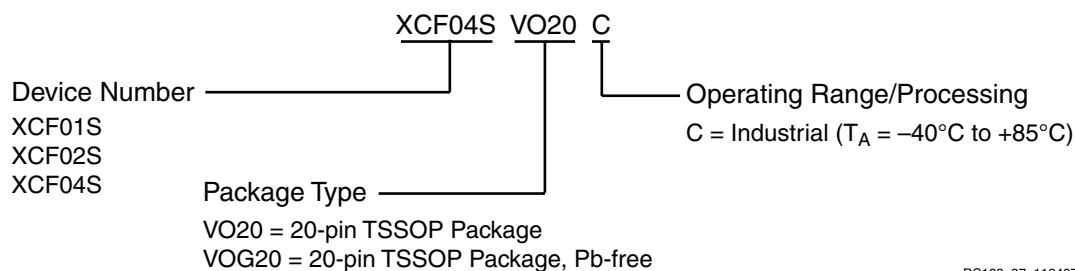 XCF04S VO20 C
Device Number
XCF01S
XCF02S
XCF04S
Operating Range/Processing
C = Industrial (TA = –40°C to +85°C)
Package Type
VO20 = 20-pin TSSOP Package
VOG20 = 20-pin TSSOP Package, Pb-free